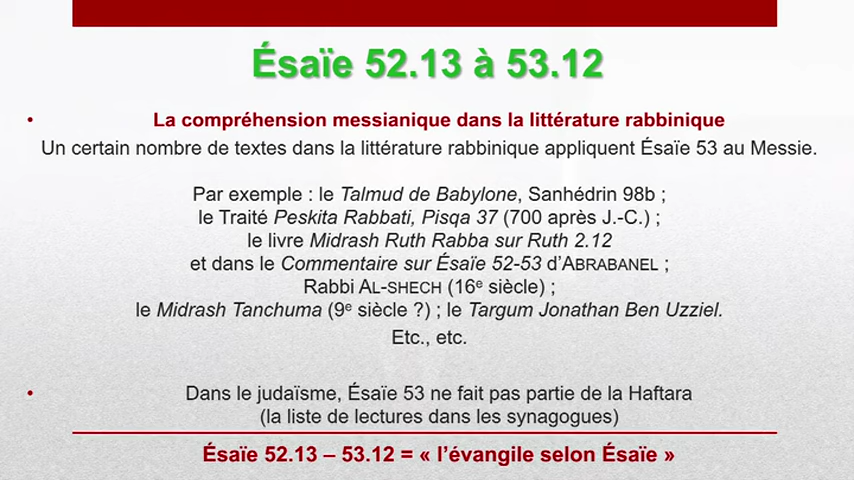 Ésaïe 52.13 à 53.12
• La compréhension messianique dans la littérature rabbinique
Un certain nombre de textes dans la littérature rabbinique appliquent Ésaïe 53 au Messie.
Par exemple : le Talmud de Babylone, Sanhédrin 98b ;
le Traité Peskita Rabbati, Pisqa 37 (700 après J.-C.) ;
le livre Midrash Ruth Rabba sur Ruth 2.12
et dans le Commentaire sur Ésaïe 52-53 d’ABRABANEL ;
Rabbi AL-SHECH (16e siècle) ;
le Midrash Tanchuma (9e siècle ?) ; le Targum Jonathan Ben Uzziel.
Etc., etc.
• Dans le judaïsme, Ésaïe 53 ne fait pas partie de la Haftara
(la liste de lectures dans les synagogues)
Ésaïe 52.13 – 53.12 = « l’évangile selon Ésaïe »